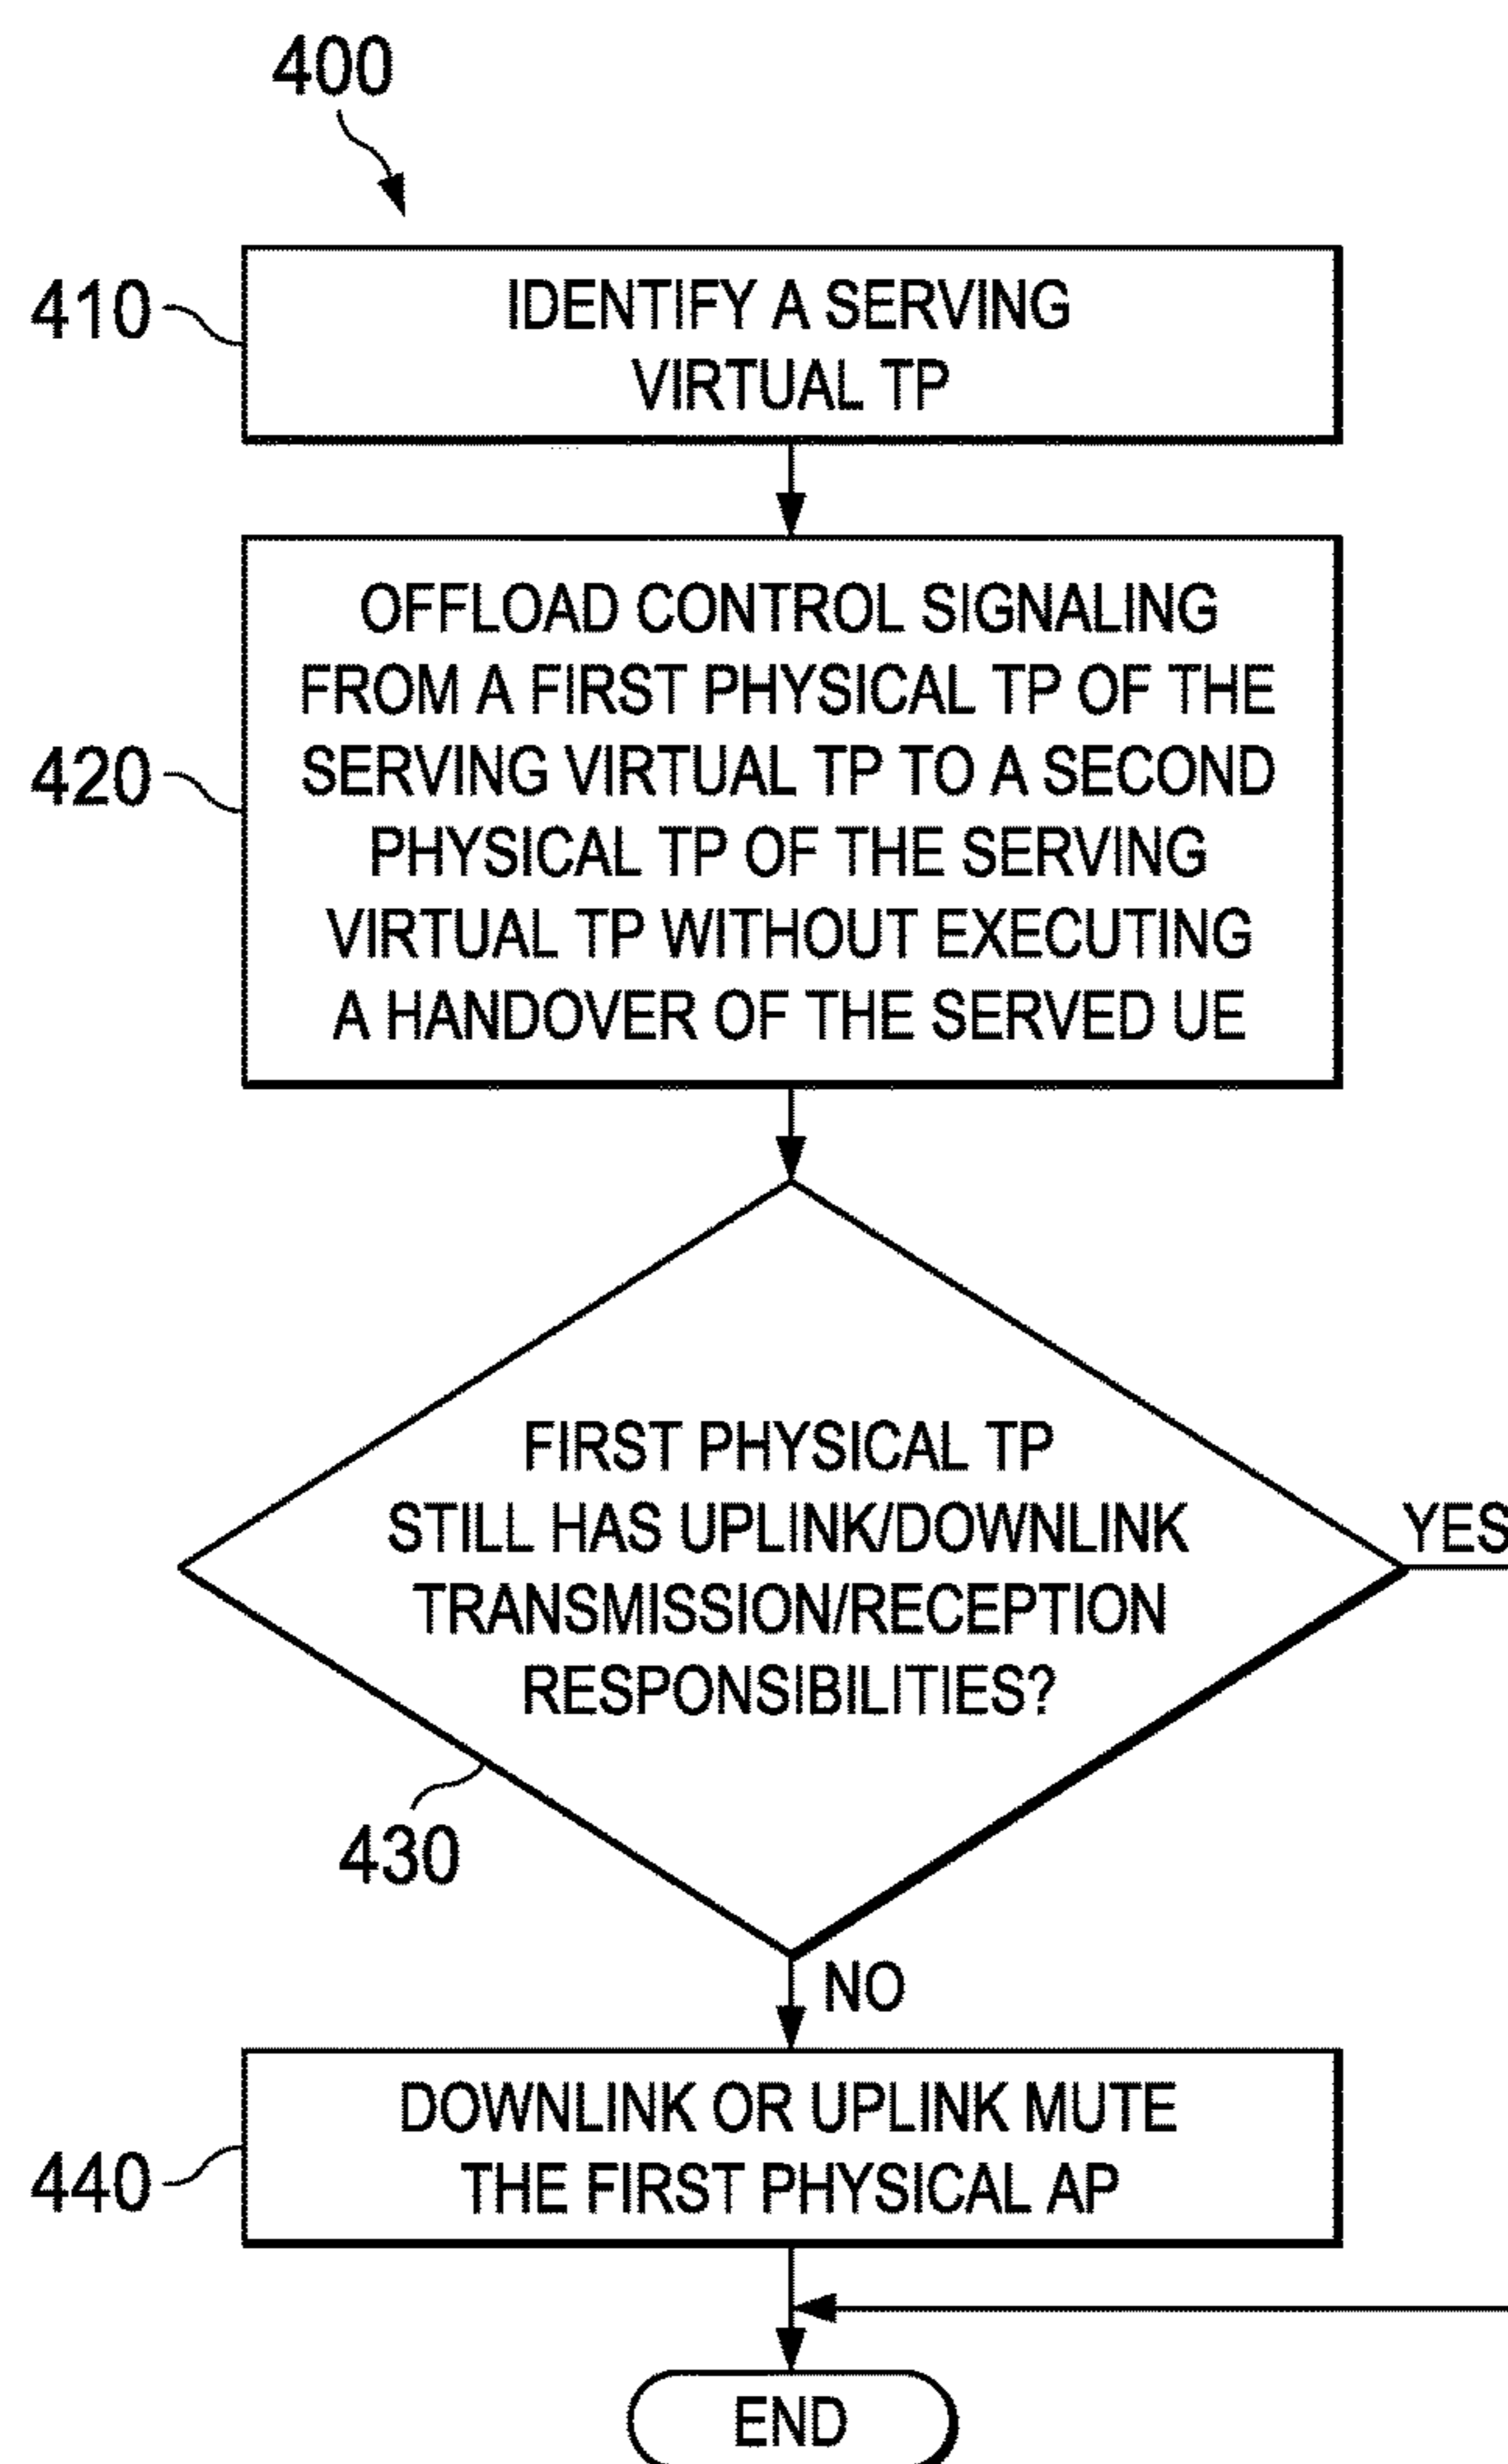 400
410
IDENTIFY A SERVING
VIRTUAL TP
420
OFFLOAD CONTROL SIGNALING
FROM A FIRST PHYSICAL TP OF THE
SERVING VIRTUAL TP TO A SECOND
PHYSICAL TP OF THE SERVING
VIRTUAL TP WITHOUT EXECUTING
A HANDOVER OF THE SERVED UE
FIRST PHYSICAL TP
STILL HAS UPLINK/DOWNLINK
TRANSMISSION/RECEPTION
RESPONSIBILITIES?
YES
430
NO
440
DOWNLINK OR UPLINK MUTE
THE FIRST PHYSICAL AP
END